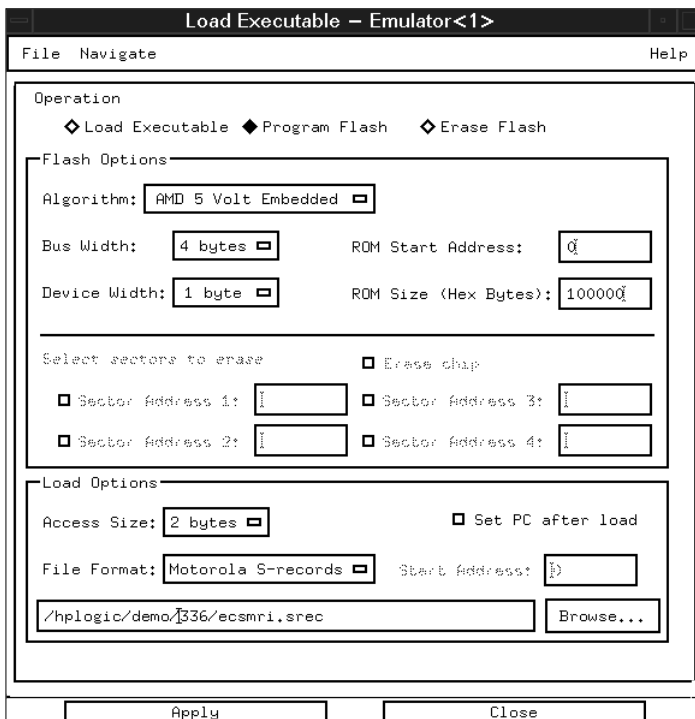 Load Executable – Emulator<1>
File Navigate Help
Operation
Load Executable Program Flash Erase Flash
Flash Options
Algorithm: AMD 5 Volt Embedded
Bus Width: 4 bytes ROM Start Address: 0
Device Width: 1 byte ROM Size (Hex Bytes): 100000
Select sectors to erase Erase chip
Sector Address 1: Sector Address 3:
Sector Address 2: Sector Address 4:
Load Options
Access Size: 2 bytes Set PC after load
File Format: Motorola S-records Start Address: 0
/hplogic/demo/336/ecsmri.srec Browse...
Apply Close